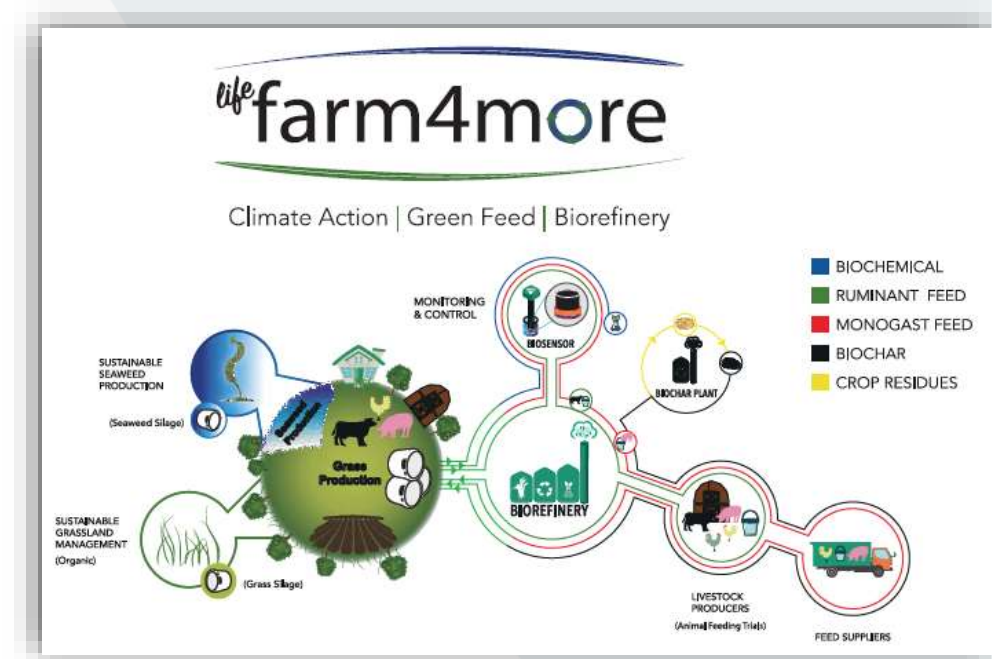 life farm4more
Climate Action | Green Feed | Biorefinery
BIOCHEMICAL
RUMINANT FEED
MONOGAST FEED
BIOCHAR
CROP RESIDUES
MONITORING
& CONTROL
BIOSENSOR
BIOCHAR PLANT
SUSTAINABLE
SEAWEED
PRODUCTION
(Seaweed Silage)
Seaweed
Production
Grass
Production
BIOREFINERY
SUSTAINABLE
GRASSLAND
MANAGEMENT
(Organic)
(Grass Silage)
LIVESTOCK
PRODUCERS
(Animal Feeding Trials)
FEED SUPPLIERS